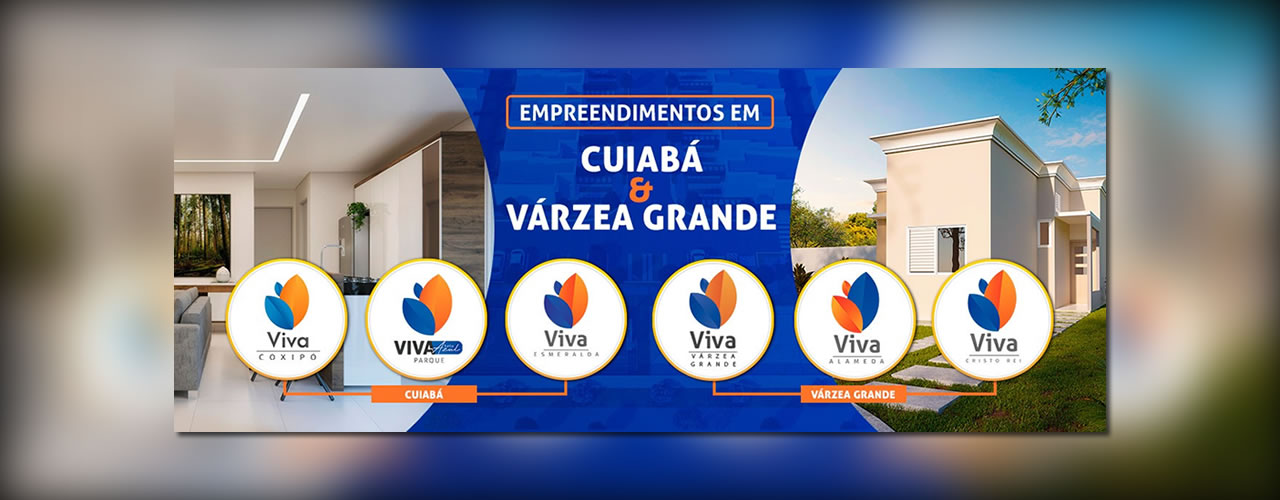 EMPREENDIMENTOS EM
CUIABÁ
&
VÁRZEA GRANDE
Viva
COXIPÓ
VIVA Azul
PARQUE
Viva
ESMERALDA
Viva
VÁRZEA
GRANDE
Viva
ALAMEDA
Viva
CRISTO REI
CUIABÁ
VÁRZEA GRANDE